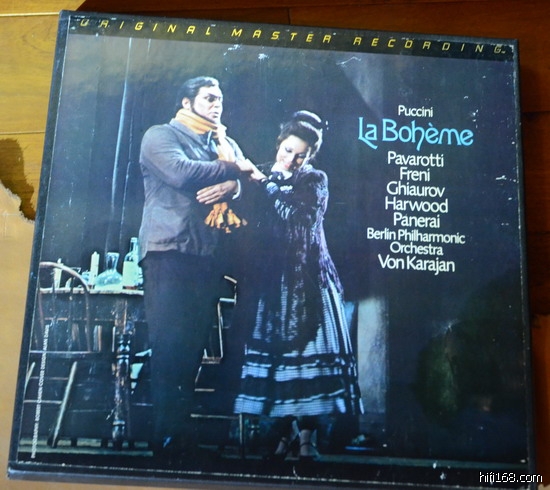 ORIGINAL MASTER RECORDING
Puccini
La Bohème
Pavarotti
Freni
Ghiaurov
Harwood
Panerai
Berlin Philharmonic
Orchestra
Von Karajan
hifi168.com